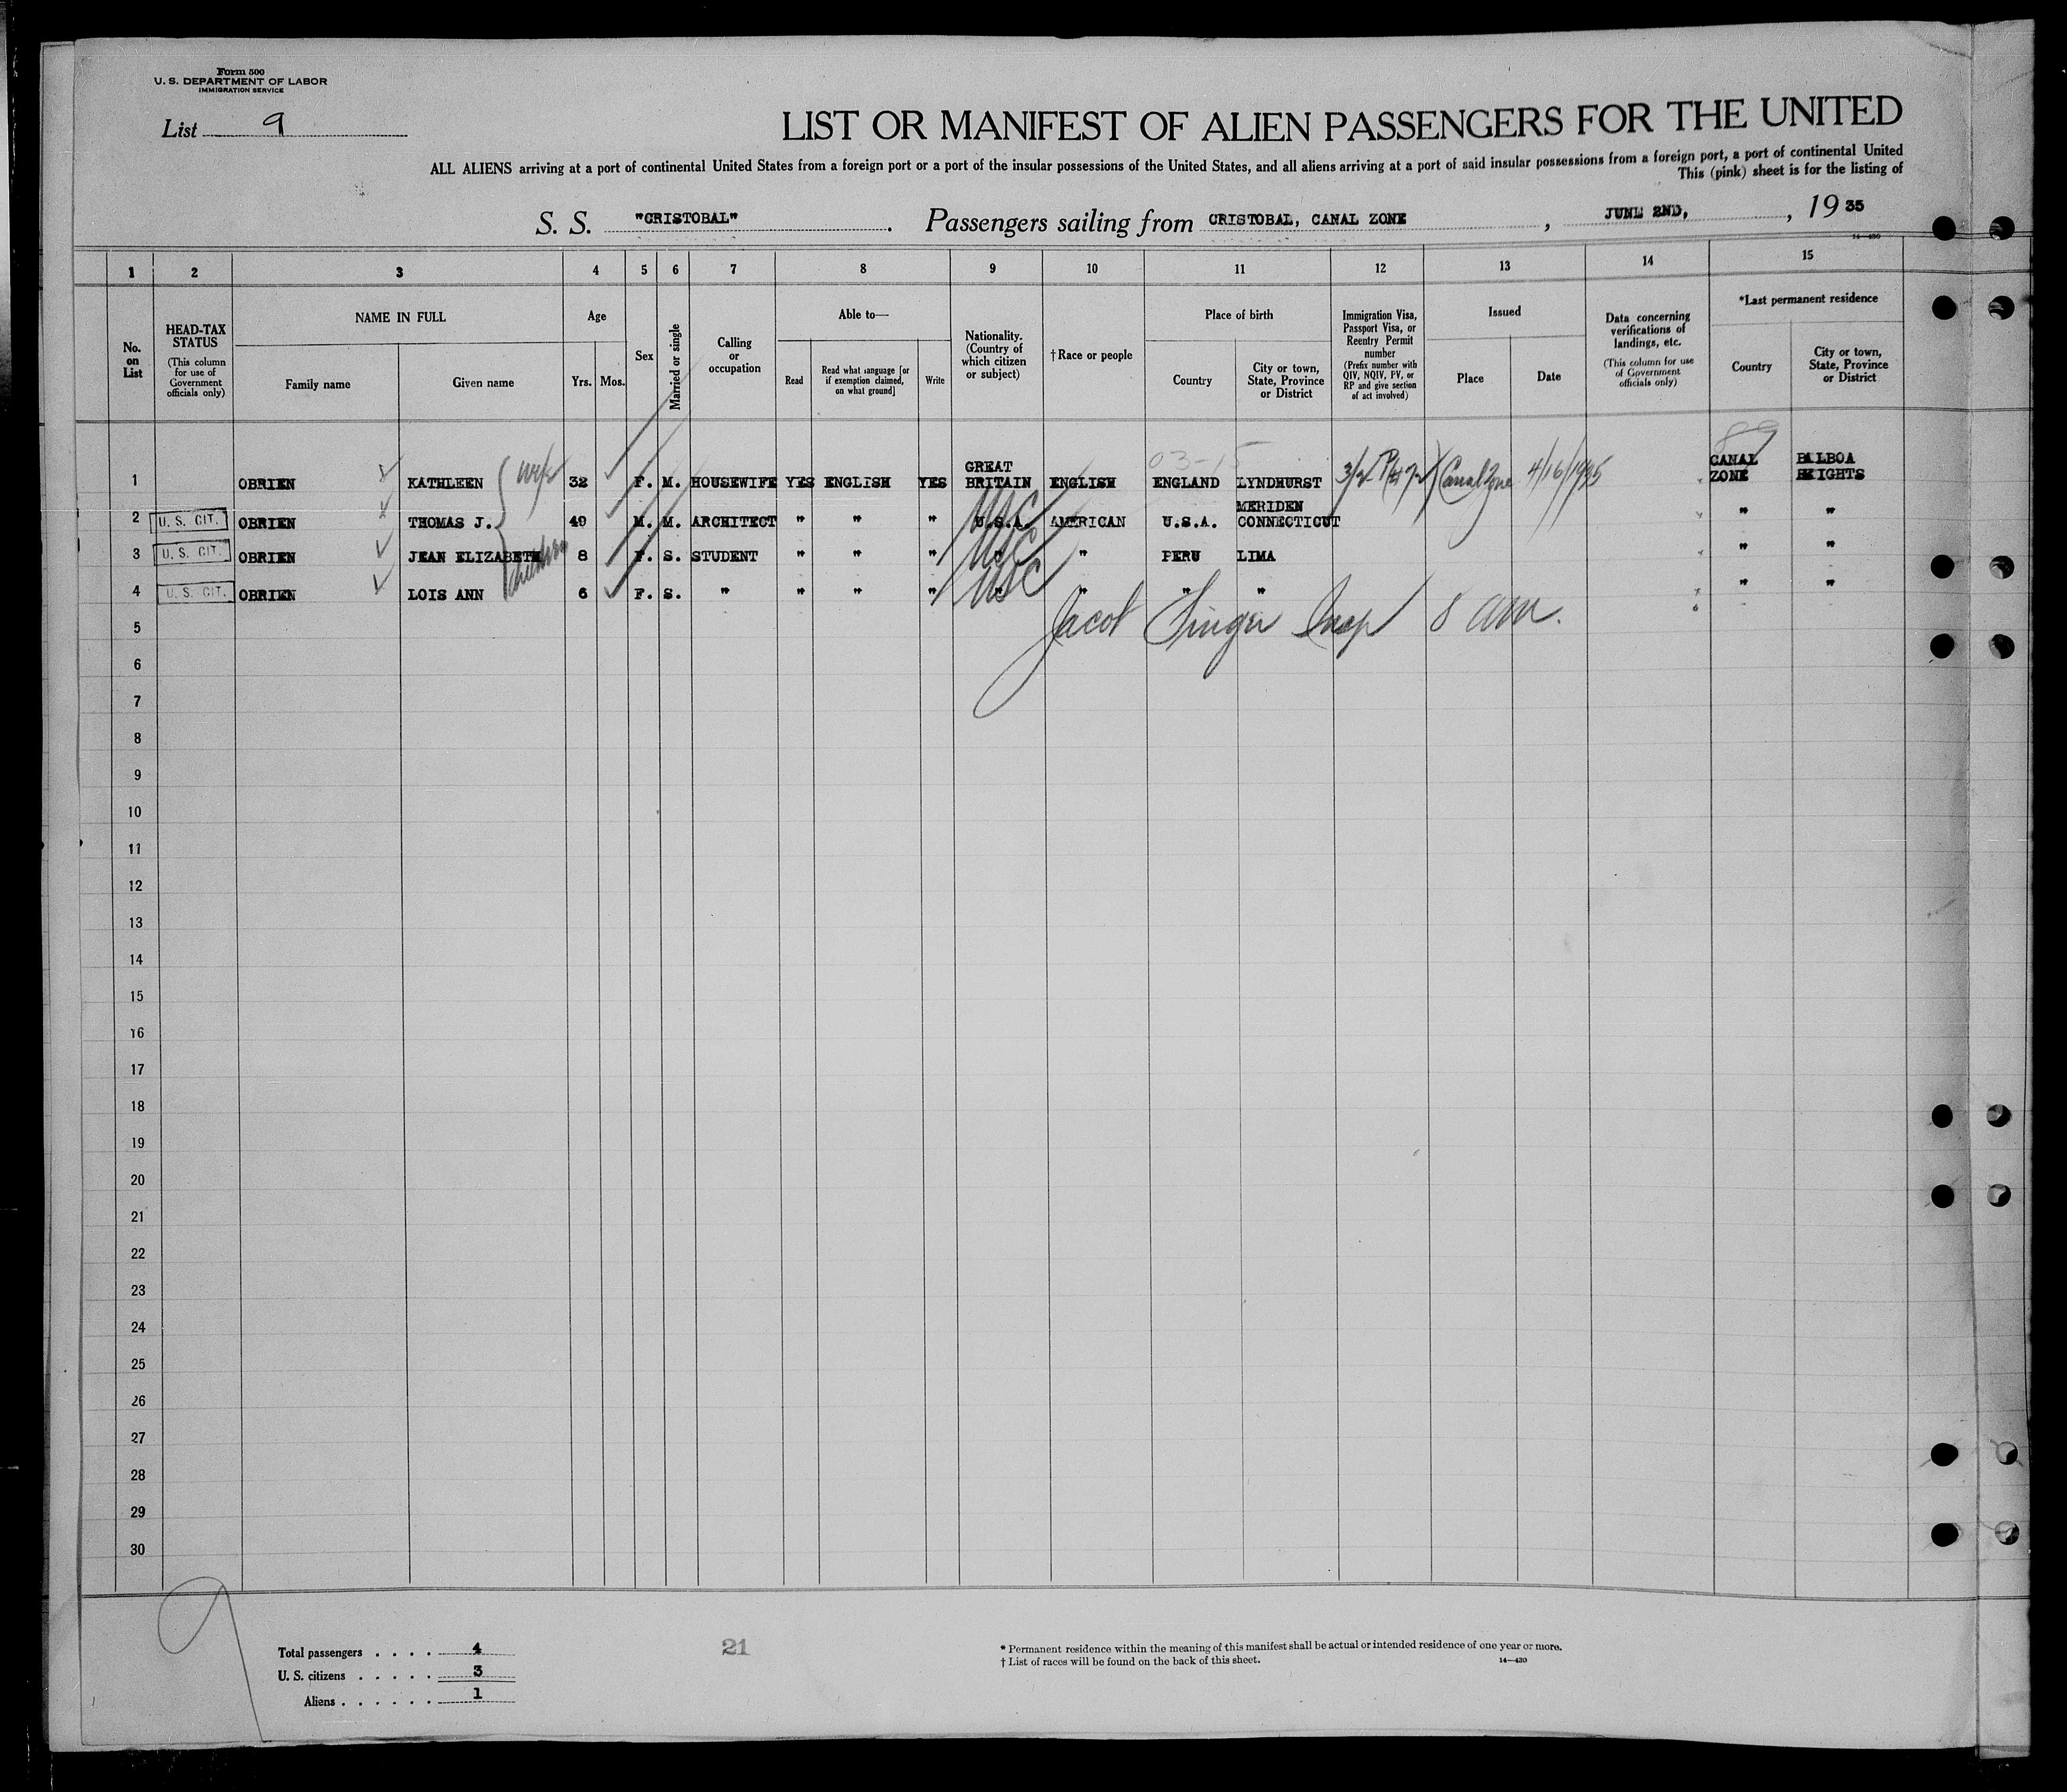 Form 500
U. S. DEPARTMENT OF LABOR
IMMIGRATION SERVICE
List 9
LIST OR MANIFEST OF ALIEN PASSENGERS FOR THE UNITED
ALL ALIENS arriving at a port of continental United States from a foreign port or a port of the insular possessions of the United States, and all aliens arriving at a port of said insular possessions from a foreign port, a port of continental United
This (pink) sheet is for the listing of
S. S. "CRISTOBAL". Passengers sailing from CRISTOBAL, CANAL ZONE, JUNE 2ND, , 19 35
14—430
1 2 3 4 5 6 7 8 9 10 11 12 13 14 15
No. on List
HEAD-TAX STATUS (This column for use of Government officials only)
NAME IN FULL
Family name
Given name
Age
Yrs. Mos.
Sex
Married or single
Calling or occupation
Able to—
Read
Read what language [or if exemption claimed, on what ground]
Write
Nationality. (Country of which citizen or subject)
†Race or people
Place of birth
Country
City or town, State, Province or District
Immigration Visa, Passport Visa, or Reentry Permit number (Prefix number with QIV, NQIV, PV, or RP and give section of act involved)
Issued
Place
Date
Data concerning verifications of landings, etc. (This column for use of Government officials only)
*Last permanent residence
Country
City or town, State, Province or District
03-15
89
1 OBRIEN KATHLEEN wife 32 F. M. HOUSEWIFE YES ENGLISH YES GREAT BRITAIN ENGLISH ENGLAND LYNDHURST Canal Zone 4/16/1935 CANAL ZONE BALBOA HEIGHTS
2 U. S. CIT. OBRIEN THOMAS J. 49 M. M. ARCHITECT " " " U.S.A. USC AMERICAN U.S.A. MERIDEN CONNECTICUT " "
3 U. S. CIT. OBRIEN JEAN ELIZABETH children 8 F. S. STUDENT " " " " USC " PERU LIMA " "
4 U. S. CIT. OBRIEN LOIS ANN 6 F. S. " " " " " USC " " " " "
5 Jacob Singer Insp 8 am.
6
7
8
9
10
11
12
13
14
15
16
17
18
19
20
21
22
23
24
25
26
27
28
29
30
9
Total passengers . . . . 4
U. S. citizens . . . . . 3
Aliens . . . . . . 1
21
* Permanent residence within the meaning of this manifest shall be actual or intended residence of one year or more.
† List of races will be found on the back of this sheet.
14—430